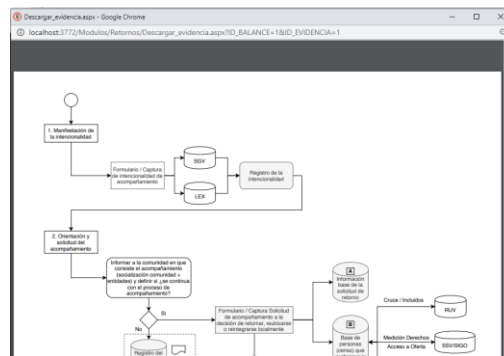 Descargar_evidencia.aspx - Google Chrome
localhost:3772/Modulos/Retornos/Descargar_evidencia.aspx?ID_BALANCE=1&ID_EVIDENCIA=1
1. Manifestación de
la intencionalidad
Formulario / Captura
de intencionalidad de
acompañamiento
SGV
LEX
Registro de la
intencionalidad
2. Orientación y
solicitud del
acompañamiento
Informar a la comunidad en que
consiste el acompañamiento
(socialización comunidad +
entidades) y definir si ¿se continua
con el proceso de
acompañamiento?
Si
No
Registro del
Formulario / Captura Solicitud
de acompañamiento a la
decisión de retornar, reubicarse
o reintegrarse localmente
A
Información
base de la
solicitud de
retorno
B
Base de
personas
(censo) que
Cruce / Incluidos
RUV
Medición Derechos
Acceso a Oferta
SSV/SIGO